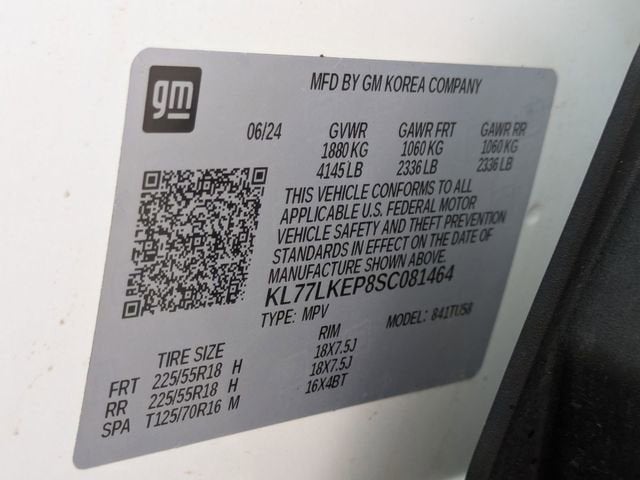 gm
MFD BY GM KOREA COMPANY
06/24 GVWR GAWR FRT GAWR RR
1880 KG 1060 KG 1060 KG
4145 LB 2336 LB 2336 LB
THIS VEHICLE CONFORMS TO ALL
APPLICABLE U.S. FEDERAL MOTOR
VEHICLE SAFETY AND THEFT PREVENTION
STANDARDS IN EFFECT ON THE DATE OF
MANUFACTURE SHOWN ABOVE.
KL77LKEP8SC081464
TYPE: MPV MODEL: 841TU58
TIRE SIZE RIM
FRT 225/55R18 H 18X7.5J
RR 225/55R18 H 18X7.5J
SPA T125/70R16 M 16X4BT